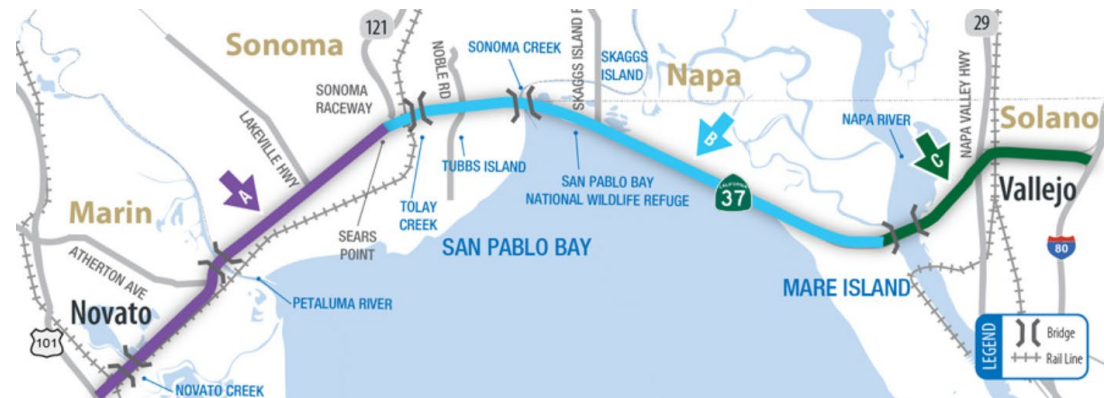 121
Sonoma
SONOMA
RACEWAY
NOBLE RD
SONOMA CREEK
SKAGGS ISLAND R
SKAGGS
ISLAND
Napa
29
NAPA VALLEY HWY
Solano
LAKEVILLE HWY
NAPA RIVER
B
C
A
TUBBS ISLAND
TOLAY
CREEK
SAN PABLO BAY
NATIONAL WILDLIFE REFUGE
CALIFORNIA
37
Vallejo
Marin
SEARS
POINT
SAN PABLO BAY
80
ATHERTON AVE
MARE ISLAND
PETALUMA RIVER
Novato
101
NOVATO CREEK
LEGEND
Bridge
Rail Line